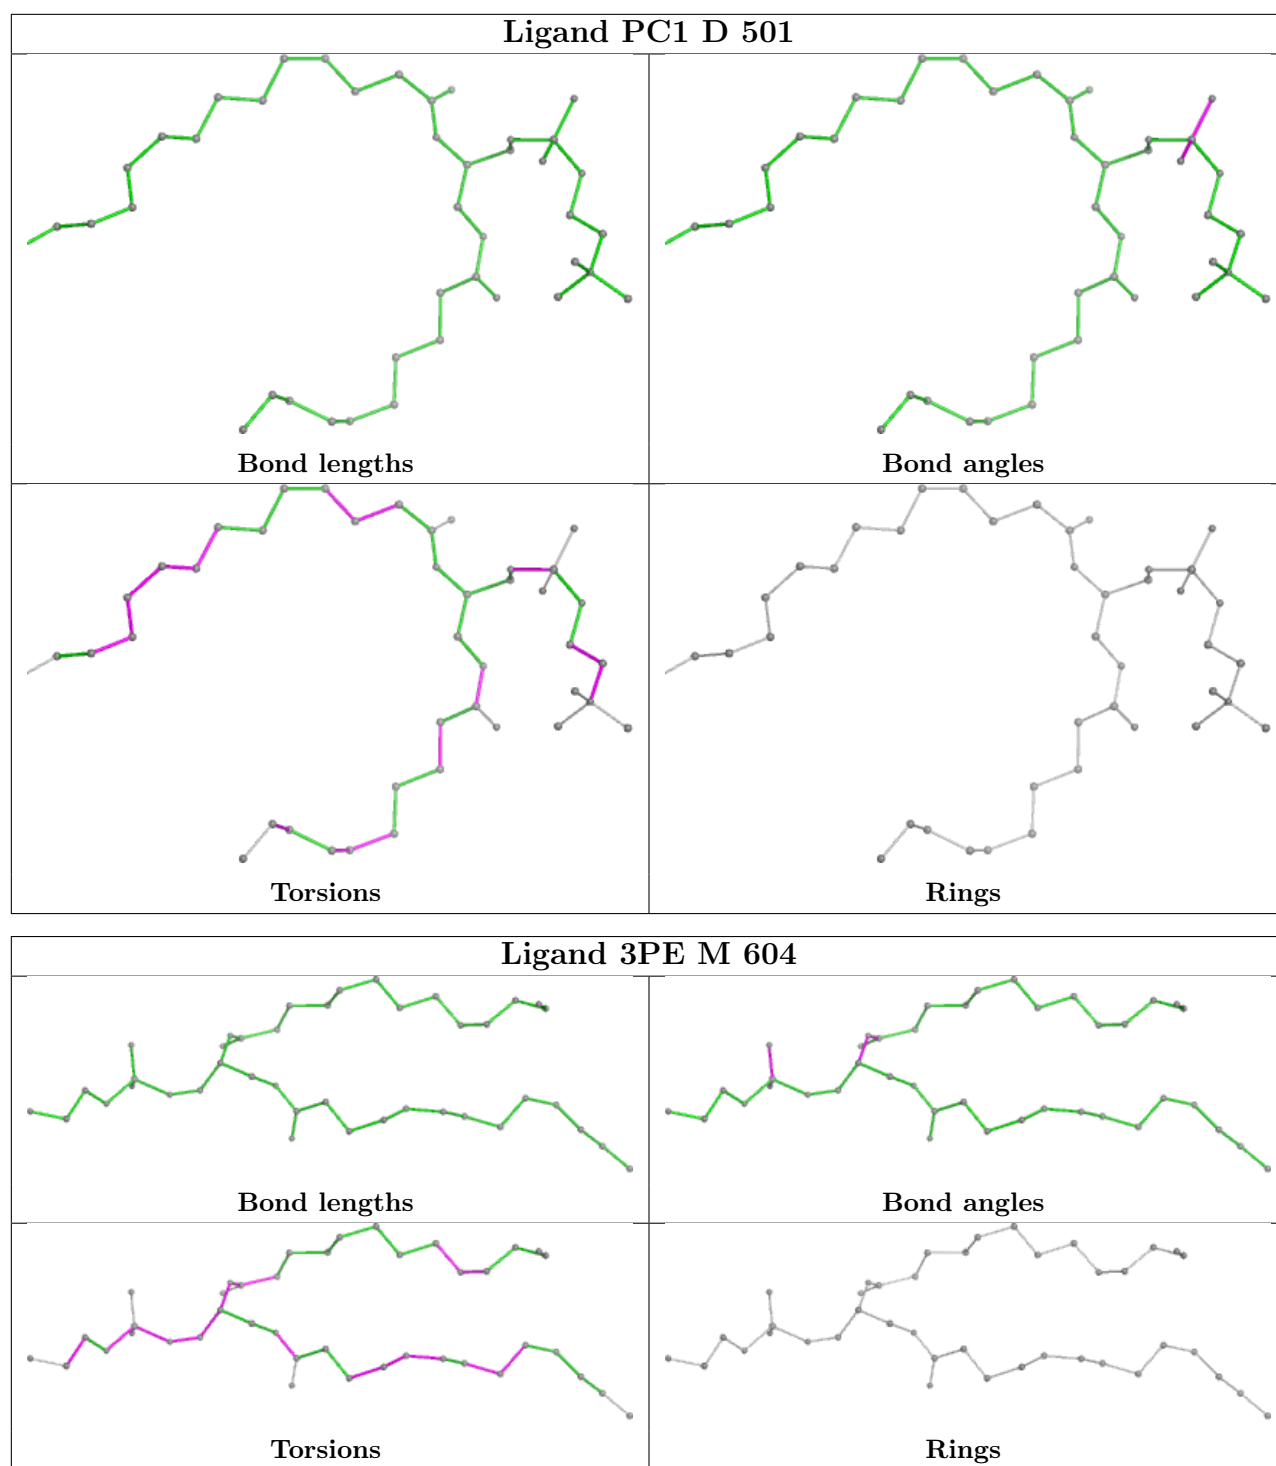 Ligand PC1 D 501
Bond lengths
Bond angles
Torsions
Rings
Ligand 3PE M 604
Bond lengths
Bond angles
Torsions
Rings